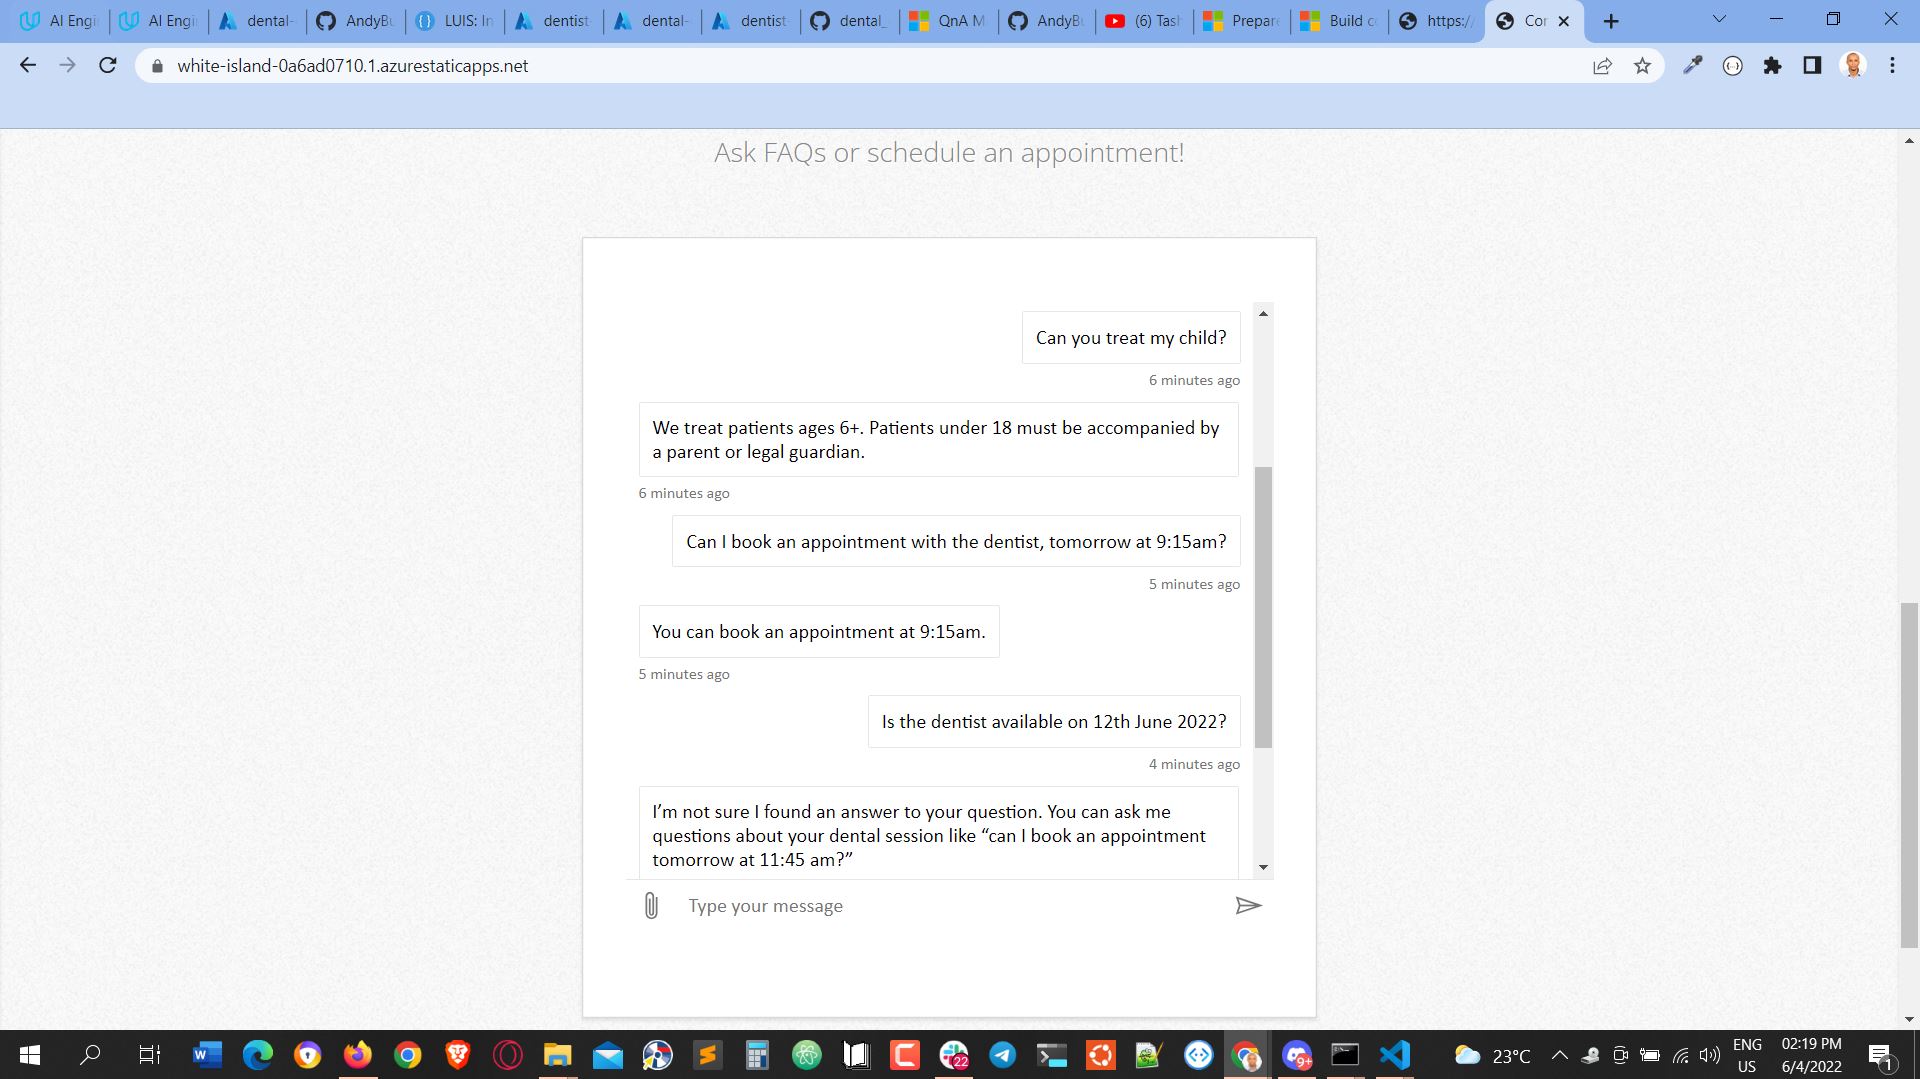 AI Engi
AI Engi
dental-
AndyBu
LUIS: In
dentist-
dental-
dentist-
dental_
QnA M
AndyBu
(6) Tash
Prepare
Build co
https://
Cor
white-island-0a6ad0710.1.azurestaticapps.net
Ask FAQs or schedule an appointment!
Can you treat my child?
6 minutes ago
We treat patients ages 6+. Patients under 18 must be accompanied by
a parent or legal guardian.
6 minutes ago
Can I book an appointment with the dentist, tomorrow at 9:15am?
5 minutes ago
You can book an appointment at 9:15am.
5 minutes ago
Is the dentist available on 12th June 2022?
4 minutes ago
I’m not sure I found an answer to your question. You can ask me
questions about your dental session like “can I book an appointment
tomorrow at 11:45 am?”
Type your message
22
9+
23°C
ENG
US
02:19 PM
6/4/2022
1